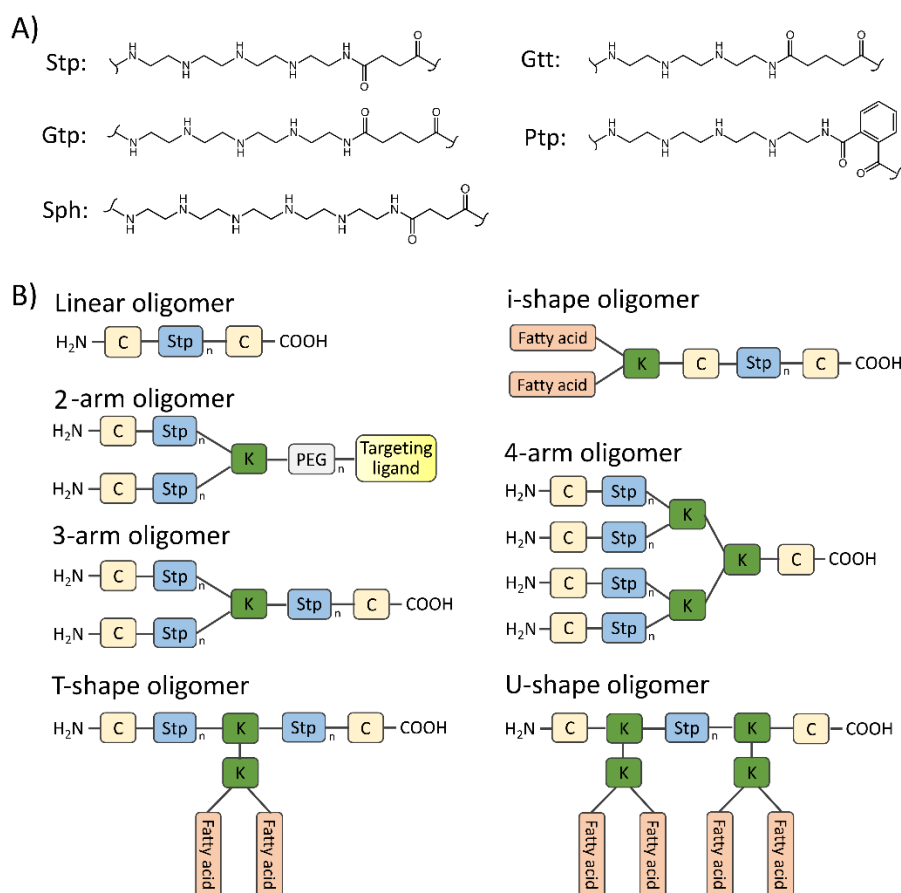 A)
Stp:
Gtt:
Gtp:
Ptp:
Sph:
H N H N H N O
N H N H O
H N H N H N O O
N H N H
H N H N O O
N H N H N H
H N H N H N
N H N H O O
H N H N H N O
N H N H N H O
B)
Linear oligomer
H2N C Stp n C COOH
i-shape oligomer
Fatty acid
Fatty acid
K C Stp n C COOH
2-arm oligomer
H2N C Stp n
H2N C Stp n
K PEG n Targeting
ligand
4-arm oligomer
H2N C Stp n
H2N C Stp n
H2N C Stp n
H2N C Stp n
K
K
K C COOH
3-arm oligomer
H2N C Stp n
H2N C Stp n
K Stp n C COOH
T-shape oligomer
H2N C Stp n K Stp n C COOH
K
Fatty acid
Fatty acid
U-shape oligomer
H2N C K Stp n K C COOH
K K
Fatty acid
Fatty acid
Fatty acid
Fatty acid